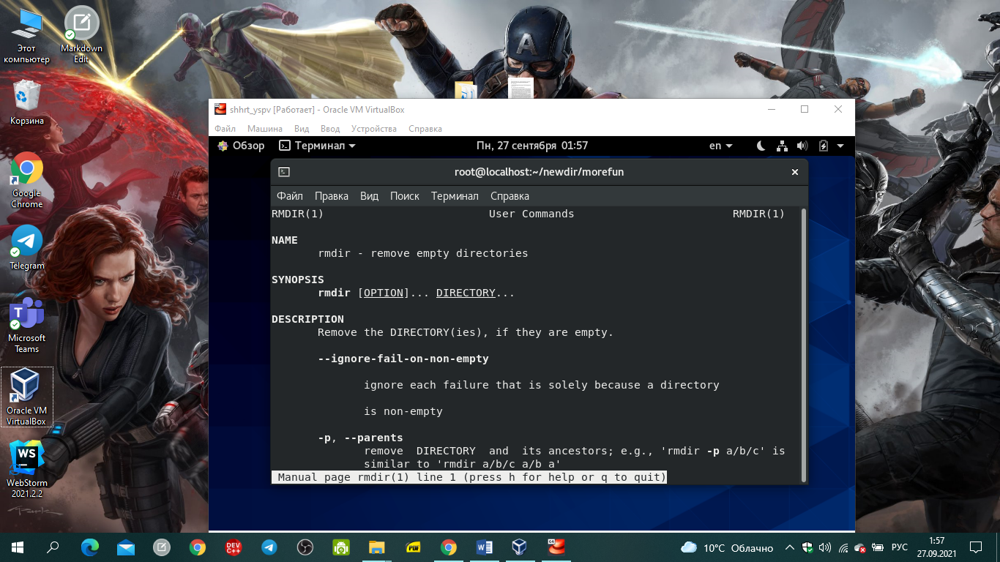 Этот
компьютер
Markdown
Edit
Корзина
Google
Chrome
Telegram
Microsoft
Teams
Oracle VM
VirtualBox
WS
WebStorm
2021.2.2
shhrt_yspv [Работает] - Oracle VM VirtualBox
Файл Машина Вид Ввод Устройства Справка
Обзор Терминал Пн, 27 сентября 01:57 en
root@localhost:~/newdir/morefun
Файл Правка Вид Поиск Терминал Справка
RMDIR(1) User Commands RMDIR(1)
NAME
rmdir - remove empty directories
SYNOPSIS
rmdir [OPTION]... DIRECTORY...
DESCRIPTION
Remove the DIRECTORY(ies), if they are empty.
--ignore-fail-on-non-empty
ignore each failure that is solely because a directory
is non-empty
-p, --parents
remove DIRECTORY and its ancestors; e.g., 'rmdir -p a/b/c' is
similar to 'rmdir a/b/c a/b a'
Manual page rmdir(1) line 1 (press h for help or q to quit)
DEV
C++
PDF
10°C Облачно
РУС
1:57
27.09.2021